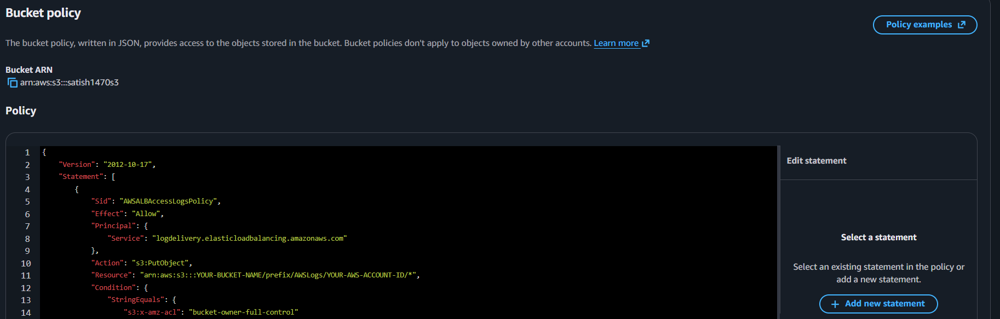 Bucket policy
Policy examples
The bucket policy, written in JSON, provides access to the objects stored in the bucket. Bucket policies don't apply to objects owned by other accounts. Learn more
Bucket ARN
arn:aws:s3:::satish1470s3
Policy
1 {
2 "Version": "2012-10-17",
3 "Statement": [
4 {
5 "Sid": "AWSALBAccessLogsPolicy",
6 "Effect": "Allow",
7 "Principal": {
8 "Service": "logdelivery.elasticloadbalancing.amazonaws.com"
9 },
10 "Action": "s3:PutObject",
11 "Resource": "arn:aws:s3:::YOUR-BUCKET-NAME/prefix/AWSLogs/YOUR-AWS-ACCOUNT-ID/*",
12 "Condition": {
13 "StringEquals": {
14 "s3:x-amz-acl": "bucket-owner-full-control"
Edit statement
Select a statement
Select an existing statement in the policy or
add a new statement.
+ Add new statement